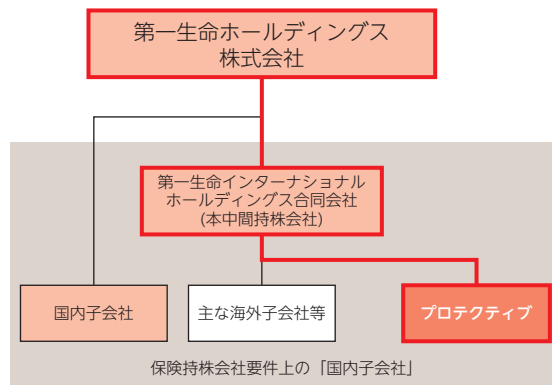 第一生命ホールディングス
株式会社
第一生命インターナショナル
ホールディングス合同会社
(本中間持株会社)
国内子会社
主な海外子会社等
プロテクティブ
保険持株会社要件上の「国内子会社」